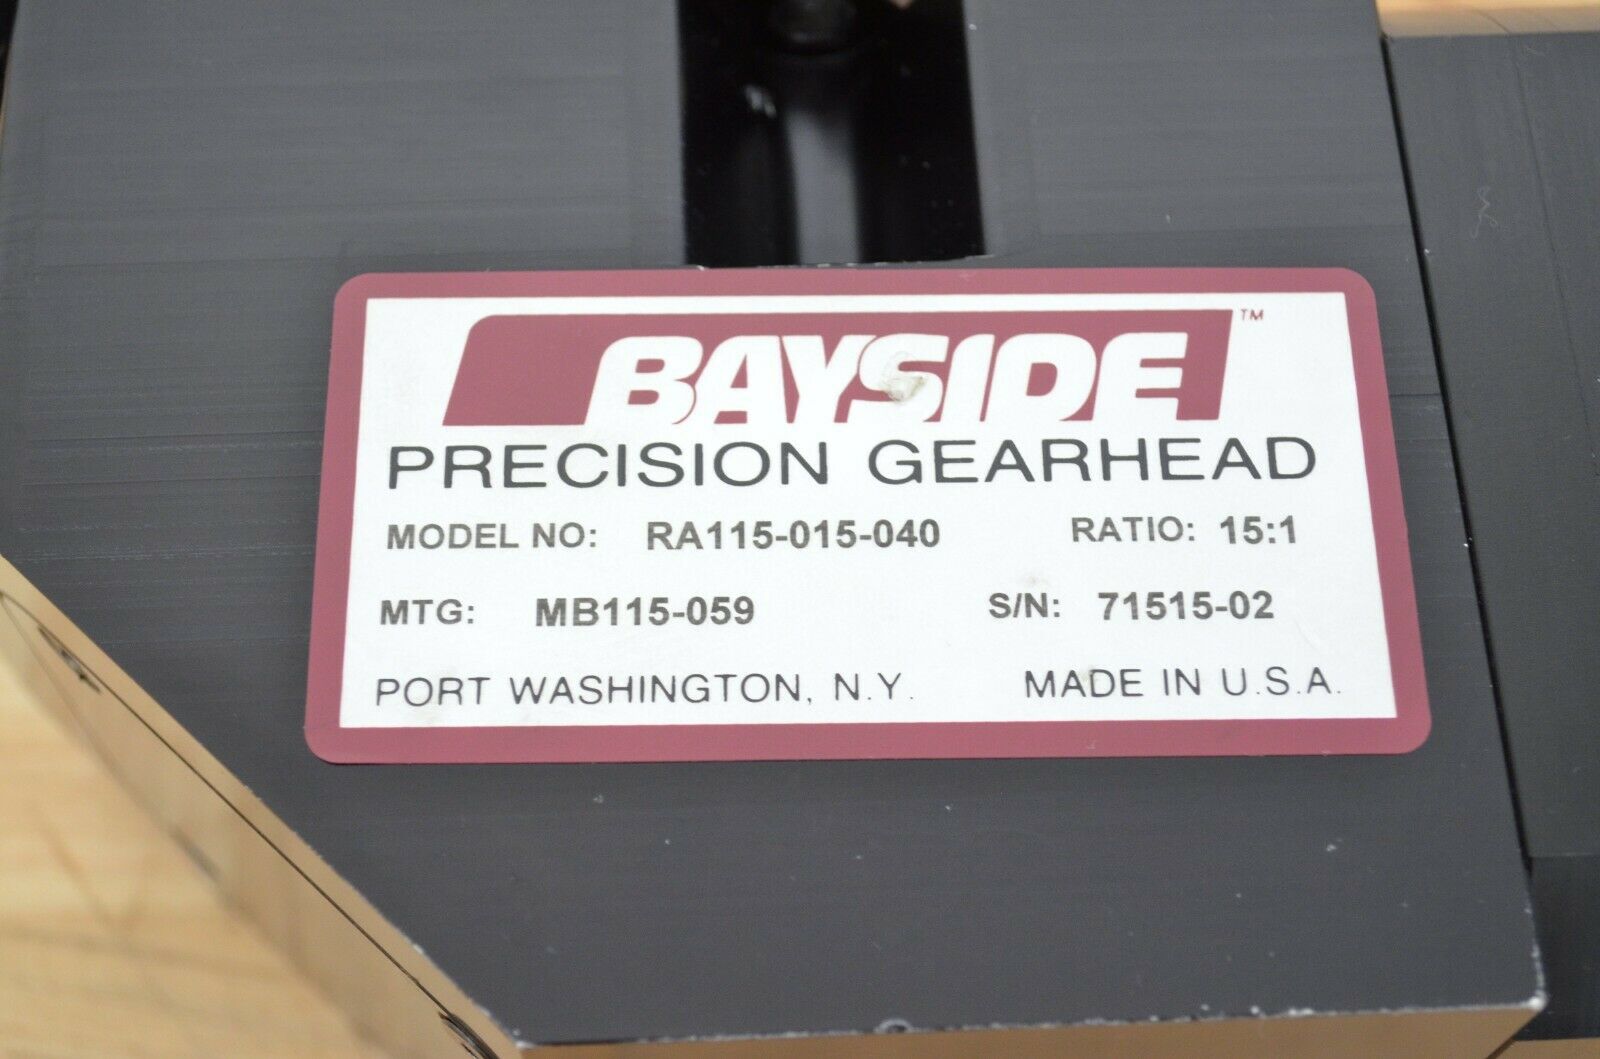 BAYSIDE™
PRECISION GEARHEAD
MODEL NO: RA115-015-040 RATIO: 15:1
MTG: MB115-059 S/N: 71515-02
PORT WASHINGTON, N.Y. MADE IN U.S.A.